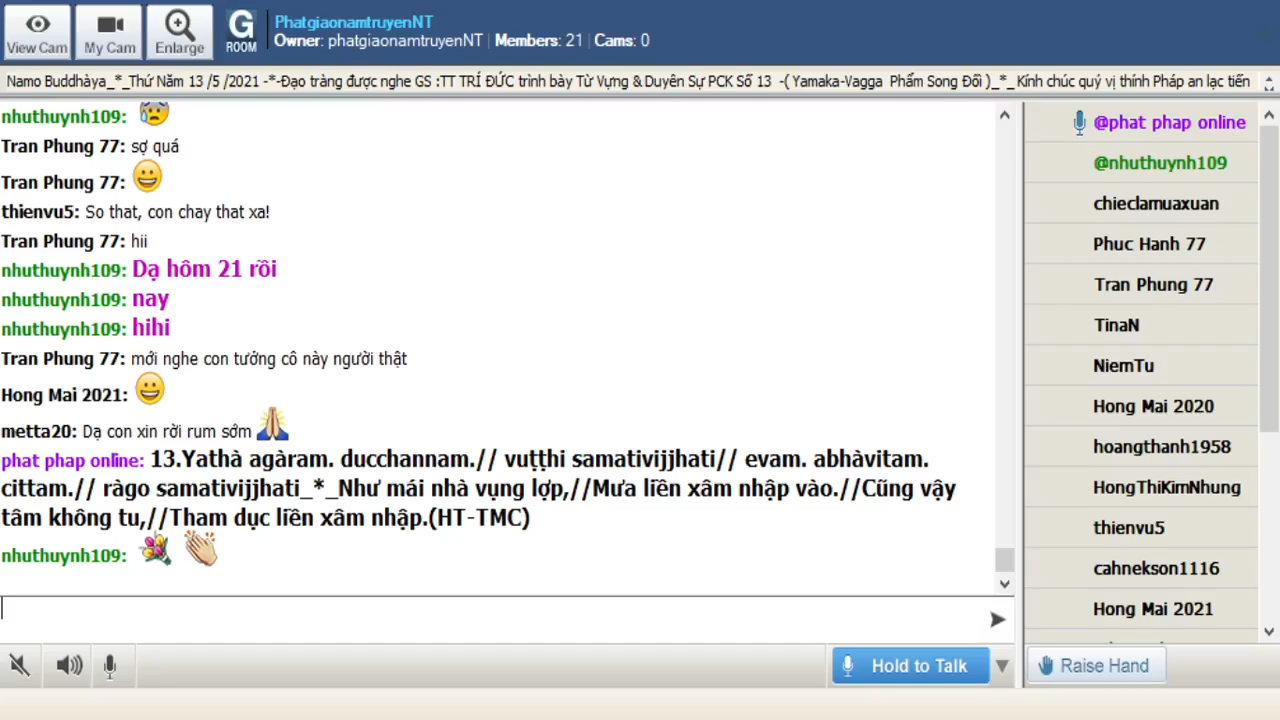 View Cam
My Cam
Enlarge
G
ROOM
PhatgiaonamtruyenNT
Owner: phatgiaonamtruyenNT | Members: 21 | Cams: 0
Namo Buddhàya_*_Thứ Năm 13 /5 /2021 -*-Đạo tràng được nghe GS :TT TRÍ ĐỨC trình bày Từ Vựng & Duyên Sự PCK Số 13 -( Yamaka-Vagga Phẩm Song Đối )_*_ Kính chúc quý vị thính Pháp an lạc tiến
nhuthuynh109:
Tran Phung 77: sợ quá
Tran Phung 77:
thienvu5: So that, con chay that xa!
Tran Phung 77: hii
nhuthuynh109: Dạ hôm 21 rồi
nhuthuynh109: nay
nhuthuynh109: hihi
Tran Phung 77: mới nghe con tưởng cô này người thật
Hong Mai 2021:
metta20: Dạ con xin rời rum sớm
phat phap online: 13.Yathà agàram. ducchannam.// vuṭṭhi samativijjhati// evam. abhàvitam.
cittam.// ràgo samativijjhati_*_Như mái nhà vụng lợp,//Mưa liền xâm nhập vào.//Cũng vậy
tâm không tu,//Tham dục liền xâm nhập.(HT-TMC)
nhuthuynh109:
@phat phap online
@nhuthuynh109
chieclamuaxuan
Phuc Hanh 77
Tran Phung 77
TinaN
NiemTu
Hong Mai 2020
hoangthanh1958
HongThiKimNhung
thienvu5
cahnekson1116
Hong Mai 2021
Hold to Talk
Raise Hand